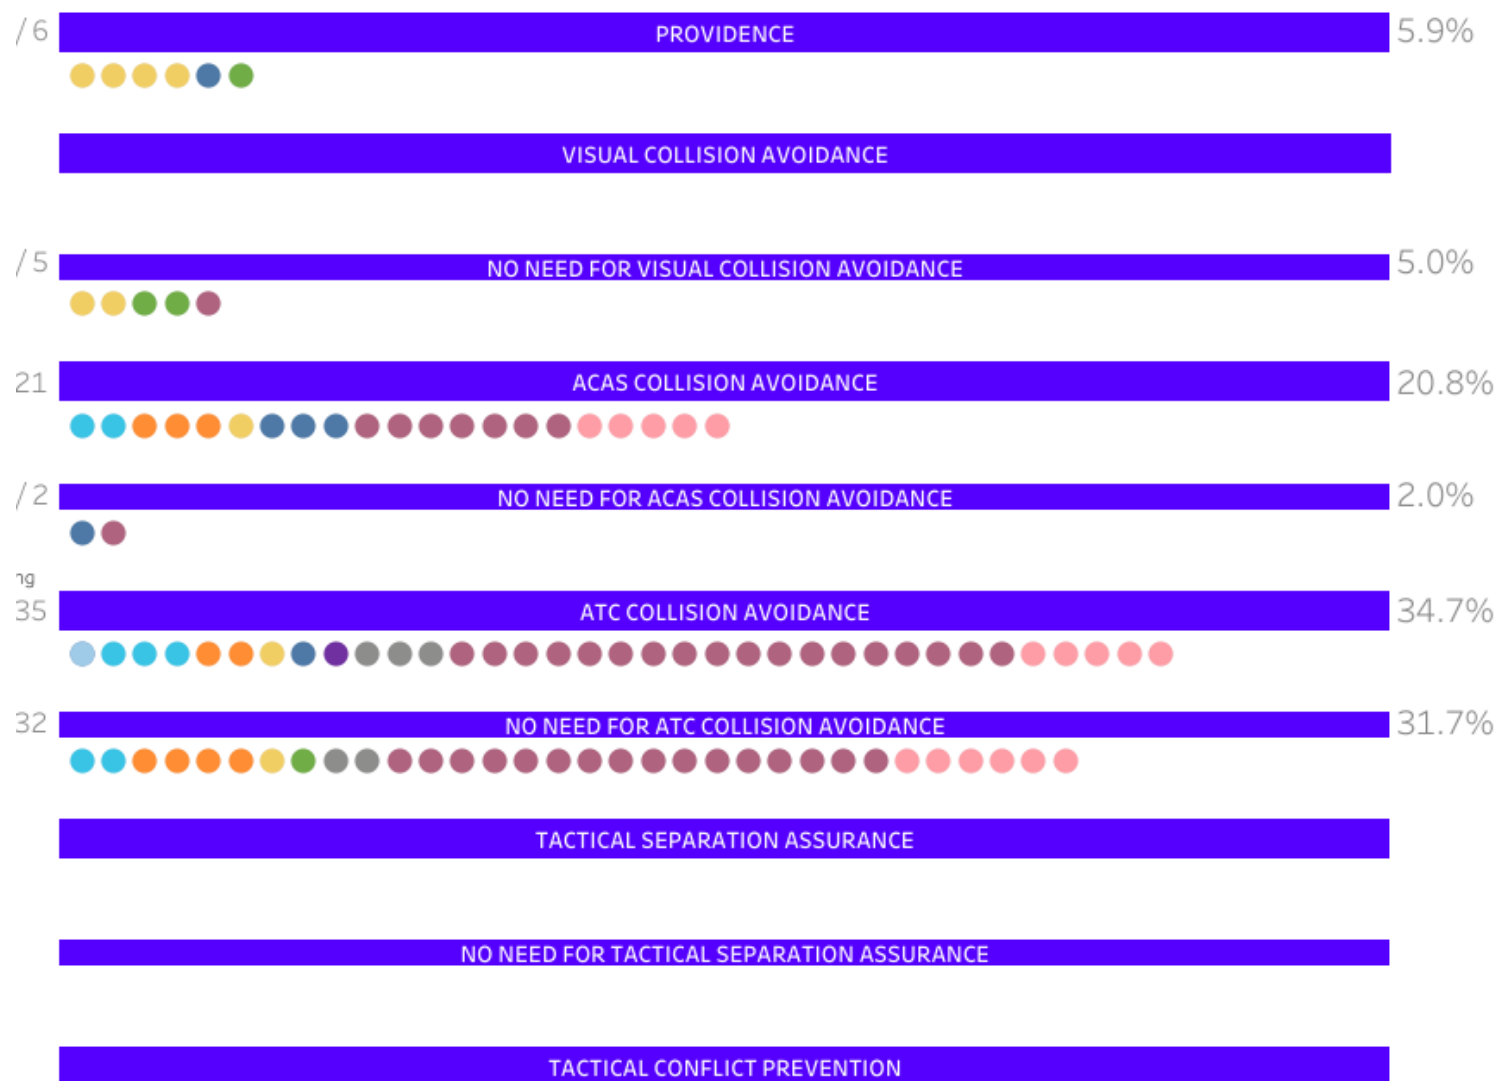 / 6 PROVIDENCE 5.9%
VISUAL COLLISION AVOIDANCE
/ 5 NO NEED FOR VISUAL COLLISION AVOIDANCE 5.0%
21 ACAS COLLISION AVOIDANCE 20.8%
/ 2 NO NEED FOR ACAS COLLISION AVOIDANCE 2.0%
35 ATC COLLISION AVOIDANCE 34.7%
32 NO NEED FOR ATC COLLISION AVOIDANCE 31.7%
TACTICAL SEPARATION ASSURANCE
NO NEED FOR TACTICAL SEPARATION ASSURANCE
TACTICAL CONFLICT PREVENTION